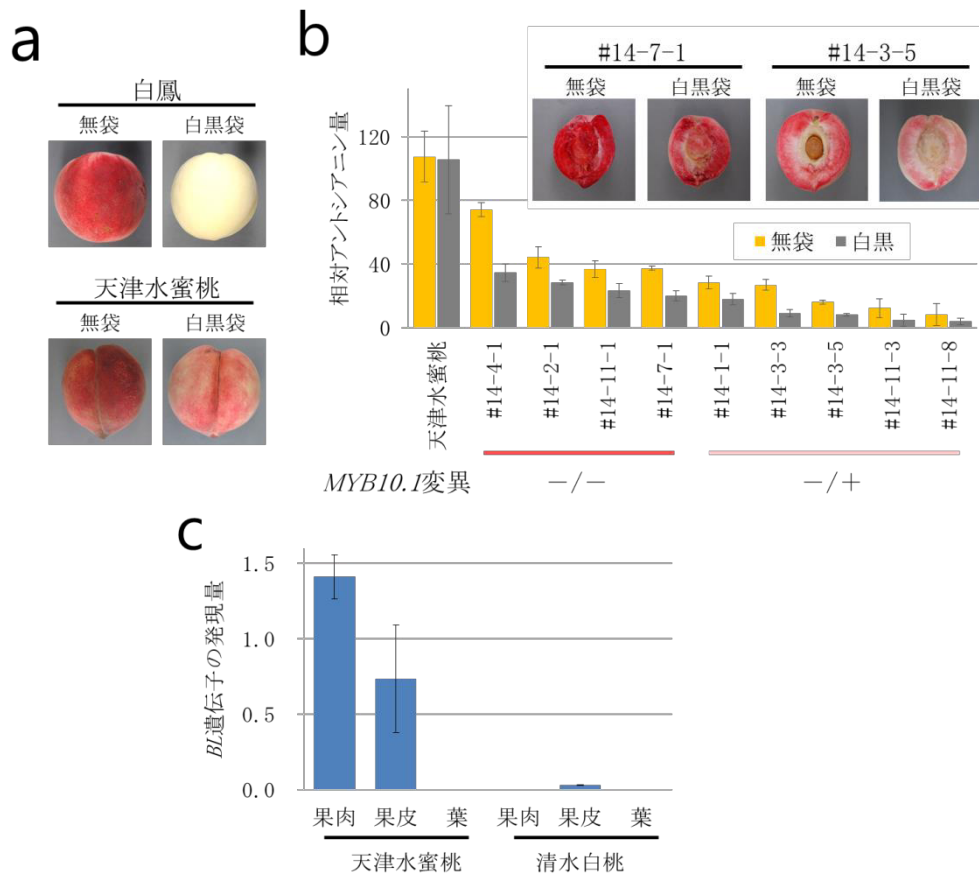 a
白鳳
無袋 白黒袋
天津水蜜桃
無袋 白黒袋
b
#14-7-1 #14-3-5
無袋 白黒袋 無袋 白黒袋
相対アントシアニン量
120
80
40
0
無袋 白黒
天津水蜜桃
#14-4-1
#14-2-1
#14-11-1
#14-7-1
#14-1-1
#14-3-3
#14-3-5
#14-11-3
#14-11-8
MYB10.1変異 −/− −/+
c
BL遺伝子の発現量
1.5
1.0
0.5
0.0
果肉 果皮 葉 果肉 果皮 葉
天津水蜜桃 清水白桃